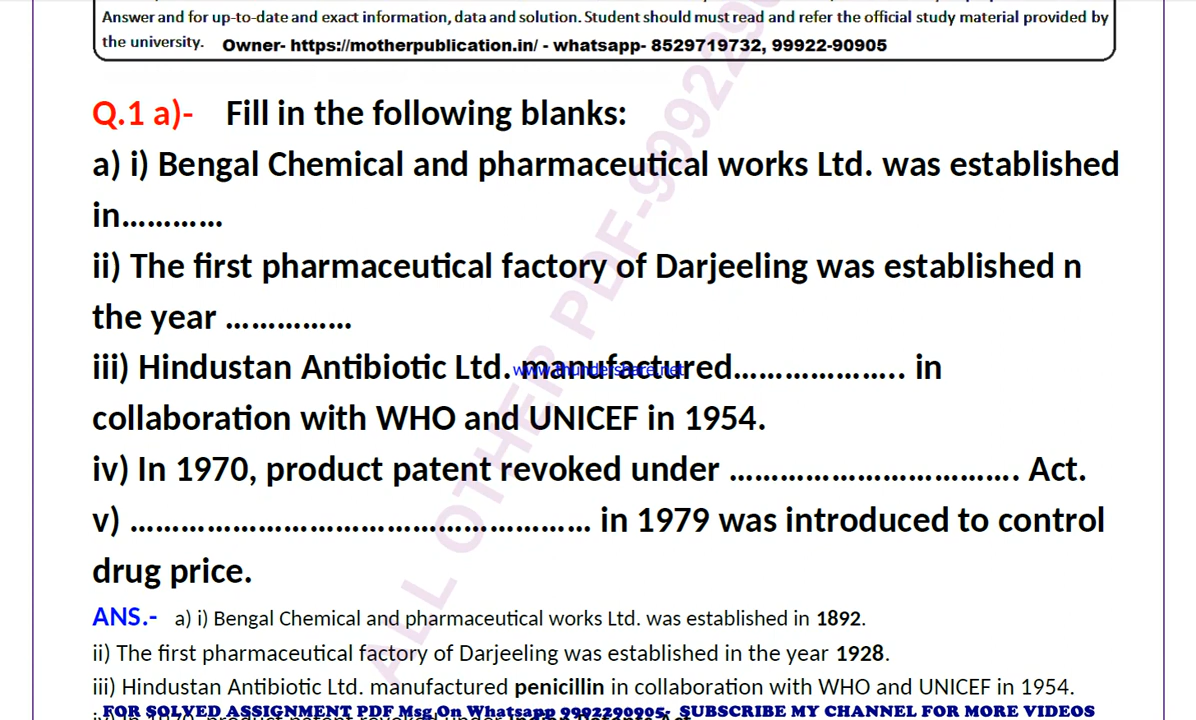 Answer and for up-to-date and exact information, data and solution. Student should must read and refer the official study material provided by
the university. Owner- https://motherpublication.in/ - whatsapp- 8529719732, 99922-90905
Q.1 a)- Fill in the following blanks:
a) i) Bengal Chemical and pharmaceutical works Ltd. was established
in…………
ii) The first pharmaceutical factory of Darjeeling was established n
the year ……………
iii) Hindustan Antibiotic Ltd. manufactured……………….. in
www.thundershare.net
collaboration with WHO and UNICEF in 1954.
iv) In 1970, product patent revoked under ……………………………. Act.
v) ……………………………………………… in 1979 was introduced to control
drug price.
ANS.- a) i) Bengal Chemical and pharmaceutical works Ltd. was established in 1892.
ii) The first pharmaceutical factory of Darjeeling was established in the year 1928.
iii) Hindustan Antibiotic Ltd. manufactured penicillin in collaboration with WHO and UNICEF in 1954.
FOR SOLVED ASSIGNMENT PDF Msg On Whatsapp 9992290905; SUBSCRIBE MY CHANNEL FOR MORE VIDEOS
ALL OTHER PDF-9992290